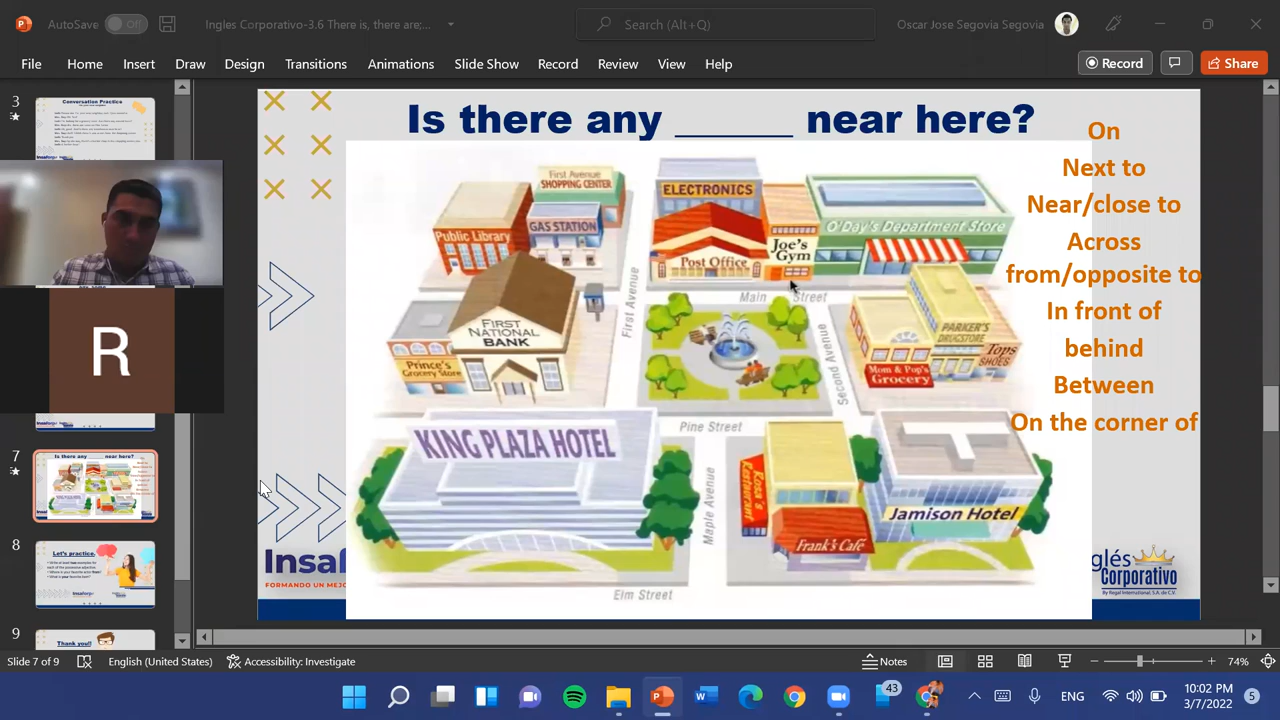 AutoSave
Off
Ingles Corporativo-3.6 There is, there are;...
Search (Alt+Q)
Oscar Jose Segovia Segovia
File
Home
Insert
Draw
Design
Transitions
Animations
Slide Show
Record
Review
View
Help
Record
Share
3
Conversation Practice
R
7
Is there any ______ near here?
8
Let's practice.
9
Thank you!!
Is there any ______ near here?
On
Next to
Near/close to
Across
from/opposite to
In front of
behind
Between
On the corner of
First Avenue
SHOPPING CENTER
ELECTRONICS
Public Library
GAS STATION
Post Office
Joe's
Gym
O'Day's Department Store
Main Street
First Avenue
FIRST
NATIONAL
BANK
Prince's
Grocery Store
Second Avenue
PARKER'S
DRUGSTORE
Tops
SHOES
Mom & Pop's
Grocery
KING PLAZA HOTEL
Pine Street
Maple Avenue
Restaurant
Frank's Café
Jamison Hotel
Elm Street
Insaf
FORMANDO UN MEJO
glés
Corporativo
By Regal International, S.A. de C.V.
Slide 7 of 9
English (United States)
Accessibility: Investigate
Notes
74%
43
ENG
10:02 PM
3/7/2022
5